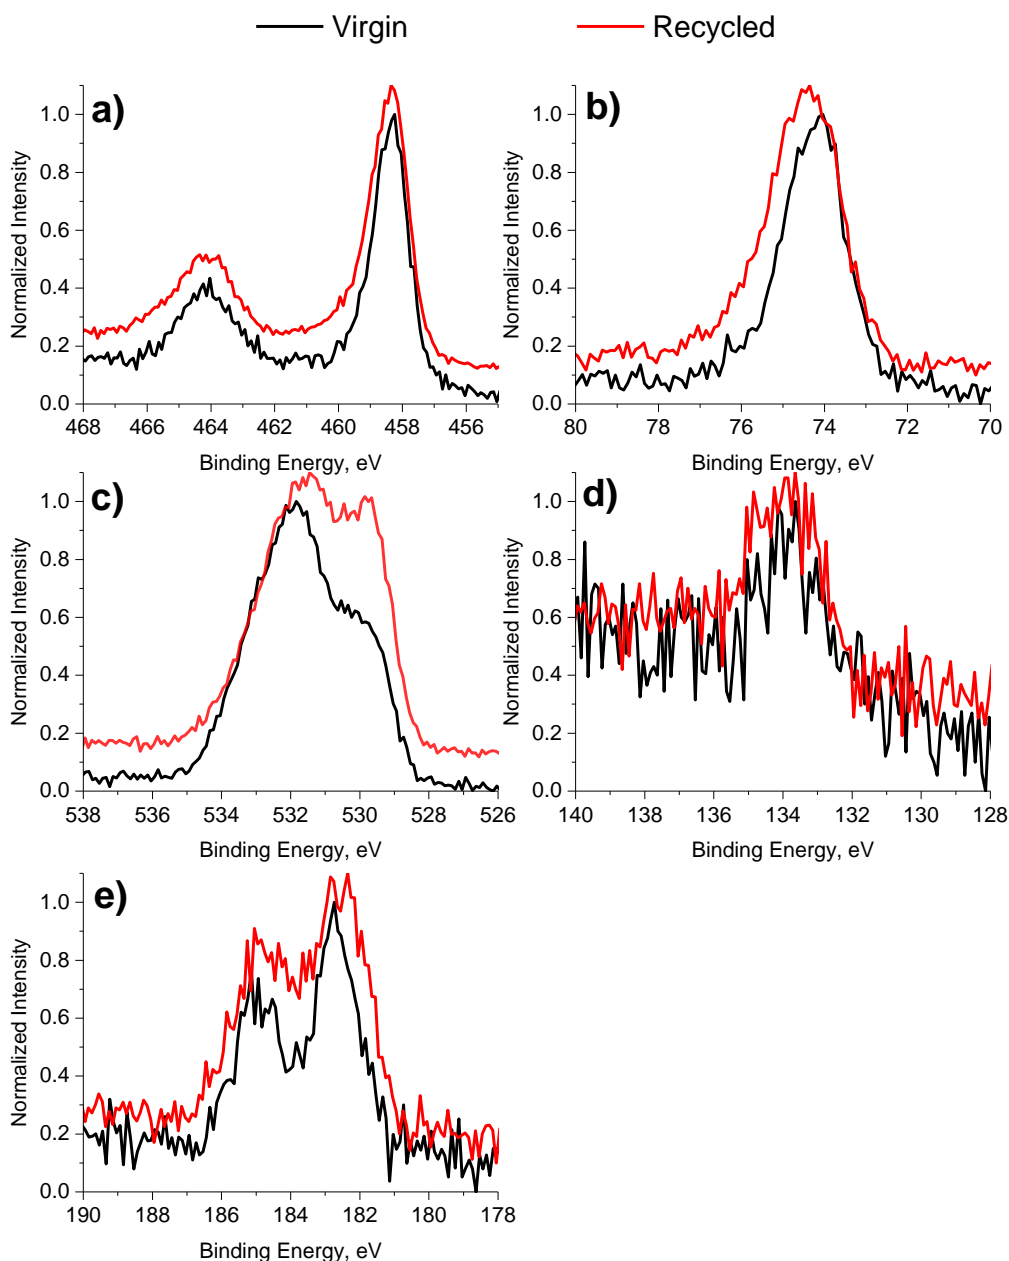 Virgin Recycled
a) b)
1.0 0.8 0.6 0.4 0.2 0.0
Normalized Intensity
468 466 464 462 460 458 456
Binding Energy, eV
1.0 0.8 0.6 0.4 0.2 0.0
Normalized Intensity
80 78 76 74 72 70
Binding Energy, eV
c) d)
1.0 0.8 0.6 0.4 0.2 0.0
Normalized Intensity
538 536 534 532 530 528 526
Binding Energy, eV
1.0 0.8 0.6 0.4 0.2 0.0
Normalized Intensity
140 138 136 134 132 130 128
Binding Energy, eV
e)
1.0 0.8 0.6 0.4 0.2 0.0
Normalized Intensity
190 188 186 184 182 180 178
Binding Energy, eV